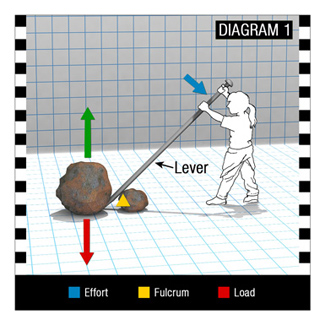 DIAGRAM 1
Lever
Effort Fulcrum Load